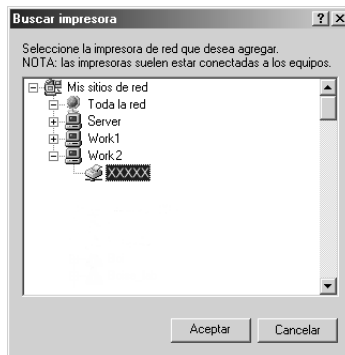 Buscar impresora
Seleccione la impresora de red que desea agregar.
NOTA: las impresoras suelen estar conectadas a los equipos.
Mis sitios de red
Toda la red
Server
Work1
Work2
XXXXX
Aceptar
Cancelar